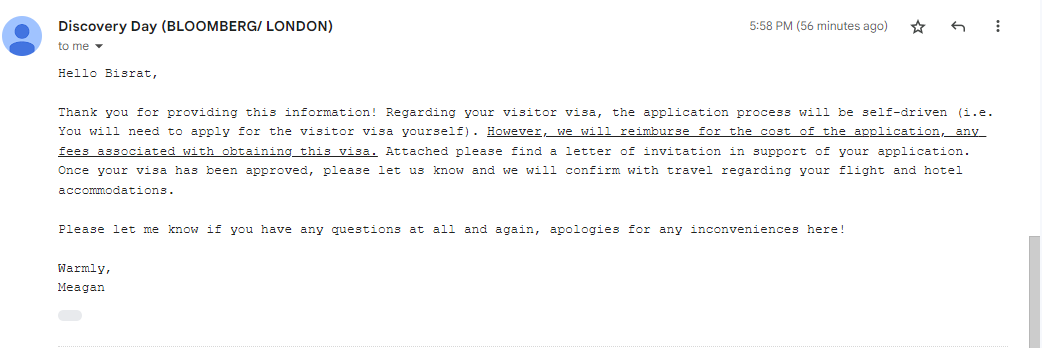 Discovery Day (BLOOMBERG/ LONDON)
5:58 PM (56 minutes ago)
to me
Hello Bisrat,
Thank you for providing this information! Regarding your visitor visa, the application process will be self-driven (i.e.
You will need to apply for the visitor visa yourself). However, we will reimburse for the cost of the application, any
fees associated with obtaining this visa. Attached please find a letter of invitation in support of your application.
Once your visa has been approved, please let us know and we will confirm with travel regarding your flight and hotel
accommodations.
Please let me know if you have any questions at all and again, apologies for any inconveniences here!
Warmly,
Meagan